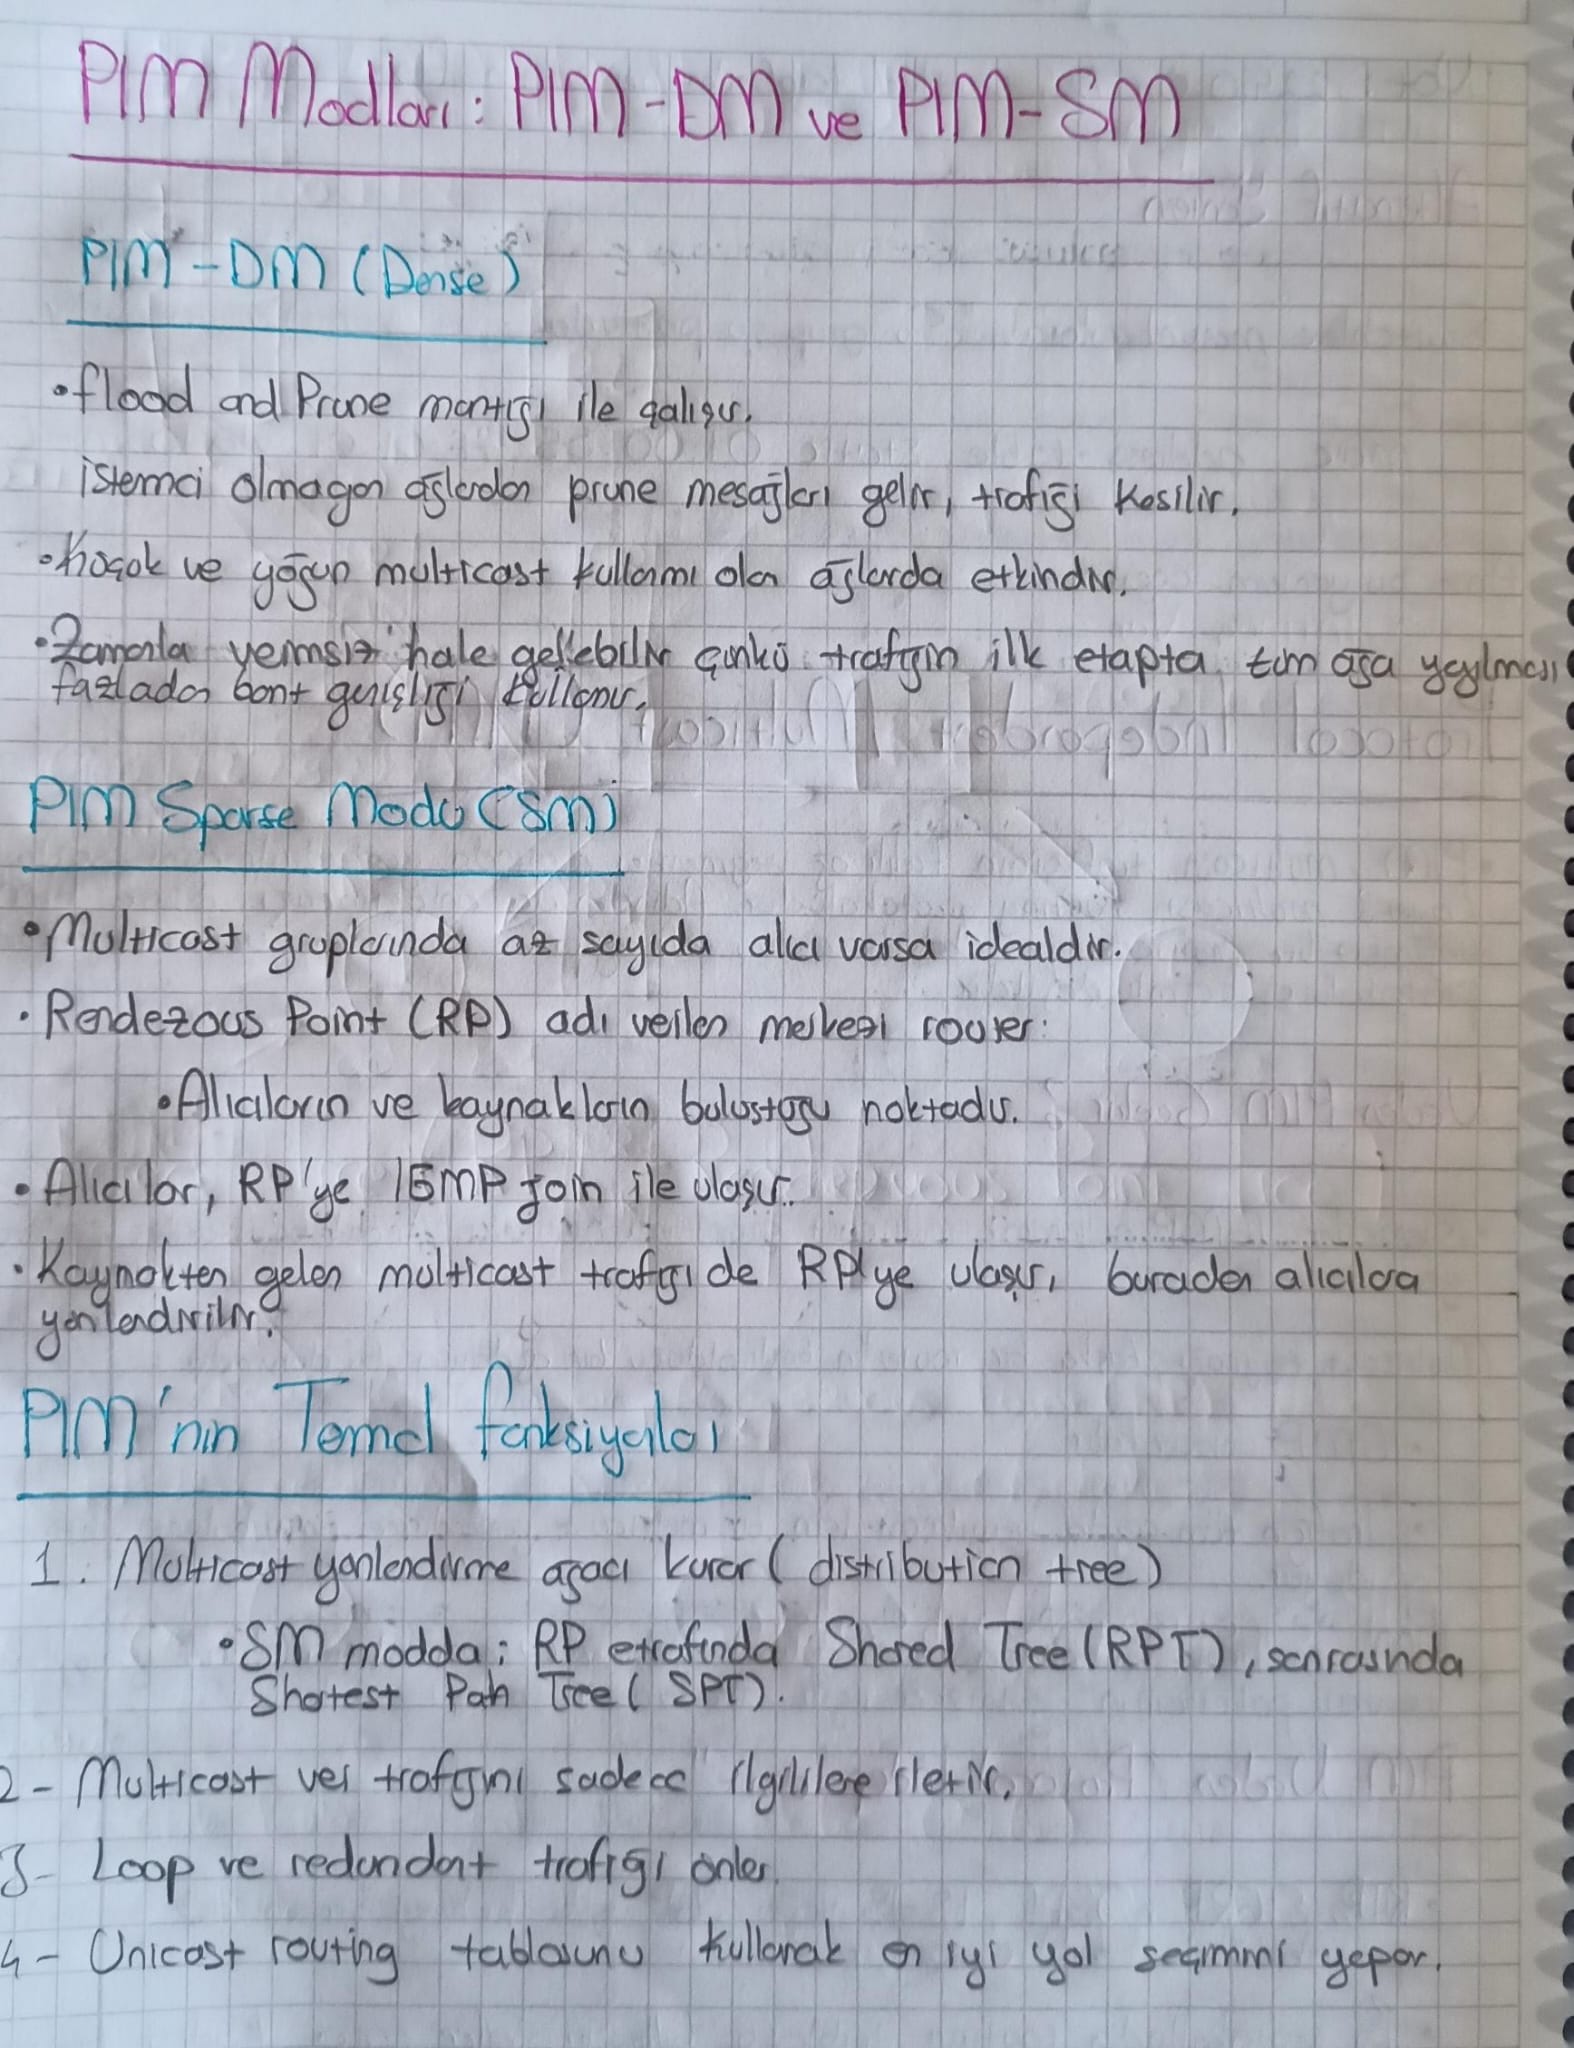 PIM Modları: PIM-DM ve PIM-SM
PIM-DM (Dense)
• flood and Prune mantığı ile çalışır.
istemci olmayan ağlardan prune mesajları gelir, trafiği kesilir.
• Küçük ve yoğun multicast kullanımı olan ağlarda etkindir.
• Zamanla verimsiz hale gelebilir çünkü trafiğin ilk etapta tüm ağa yayılması
fazladan bant genişliği kullanır.
PIM Sparse Modu (SM)
• Multicast gruplarında az sayıda alıcı varsa idealdir.
• Rendezous Point (RP) adı verilen merkezi router:
• Alıcıların ve kaynakların buluştuğu noktadır.
• Alıcılar, RP'ye IGMP join ile ulaşır.
• Kaynaktan gelen multicast trafiği de RP'ye ulaşır, buradan alıcılara
yönlendirilir.
PIM'nin Temel fonksiyonları
1. Multicast yönlendirme ağacı kurar (distribution tree)
• SM modda; RP etrafında Shared Tree (RPT), sonrasında
Shortest Pah Tree (SPT).
2- Multicast veri trafiğini sadece ilgililere iletir.
3- Loop ve redundant trafiği önler.
4- Unicast routing tablosunu kullanarak en iyi yol seçimini yapar.